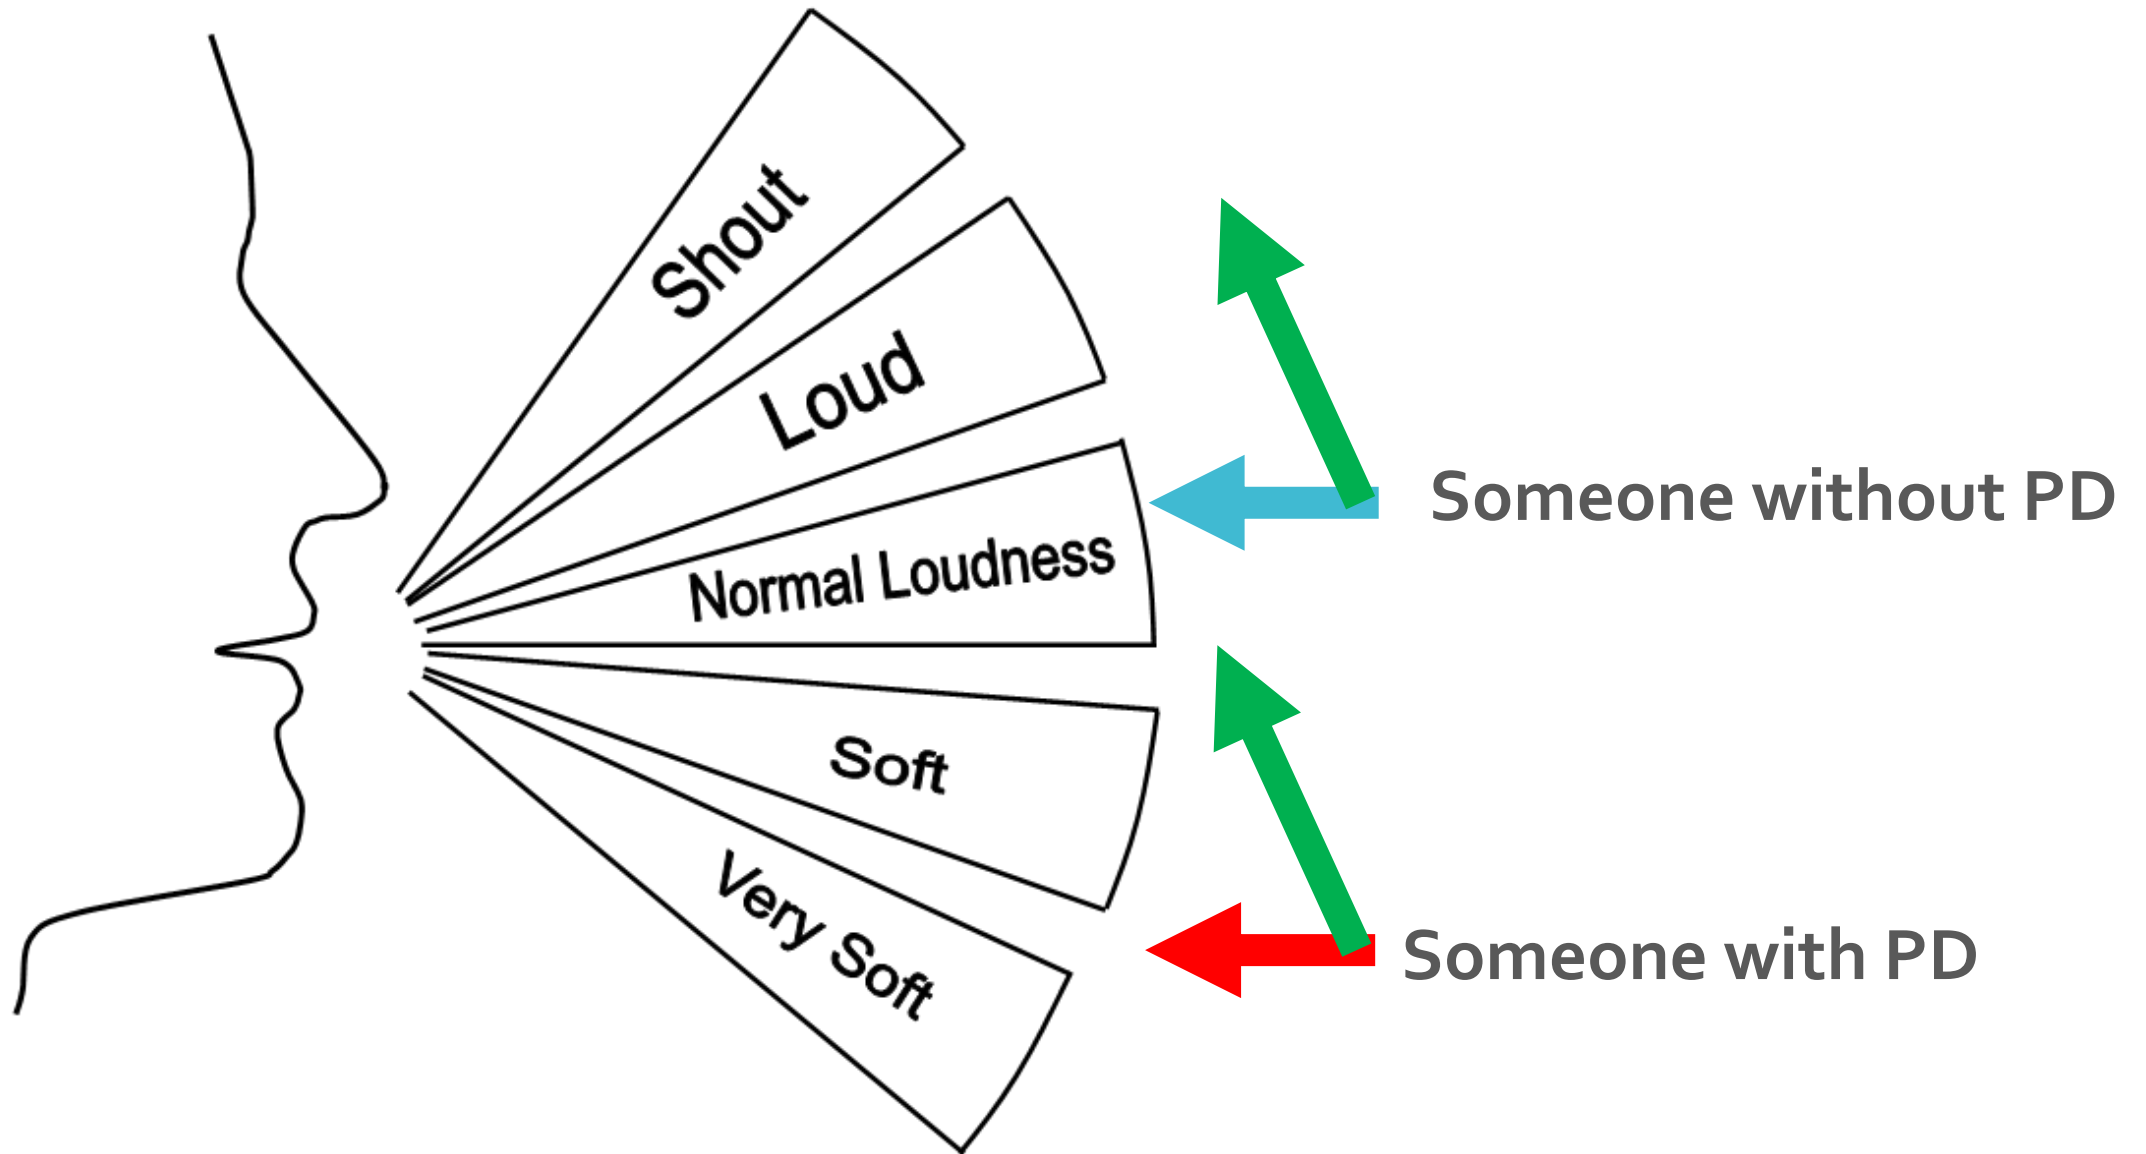 Shout
Loud
Normal Loudness
Someone without PD
Soft
Very Soft
Someone with PD